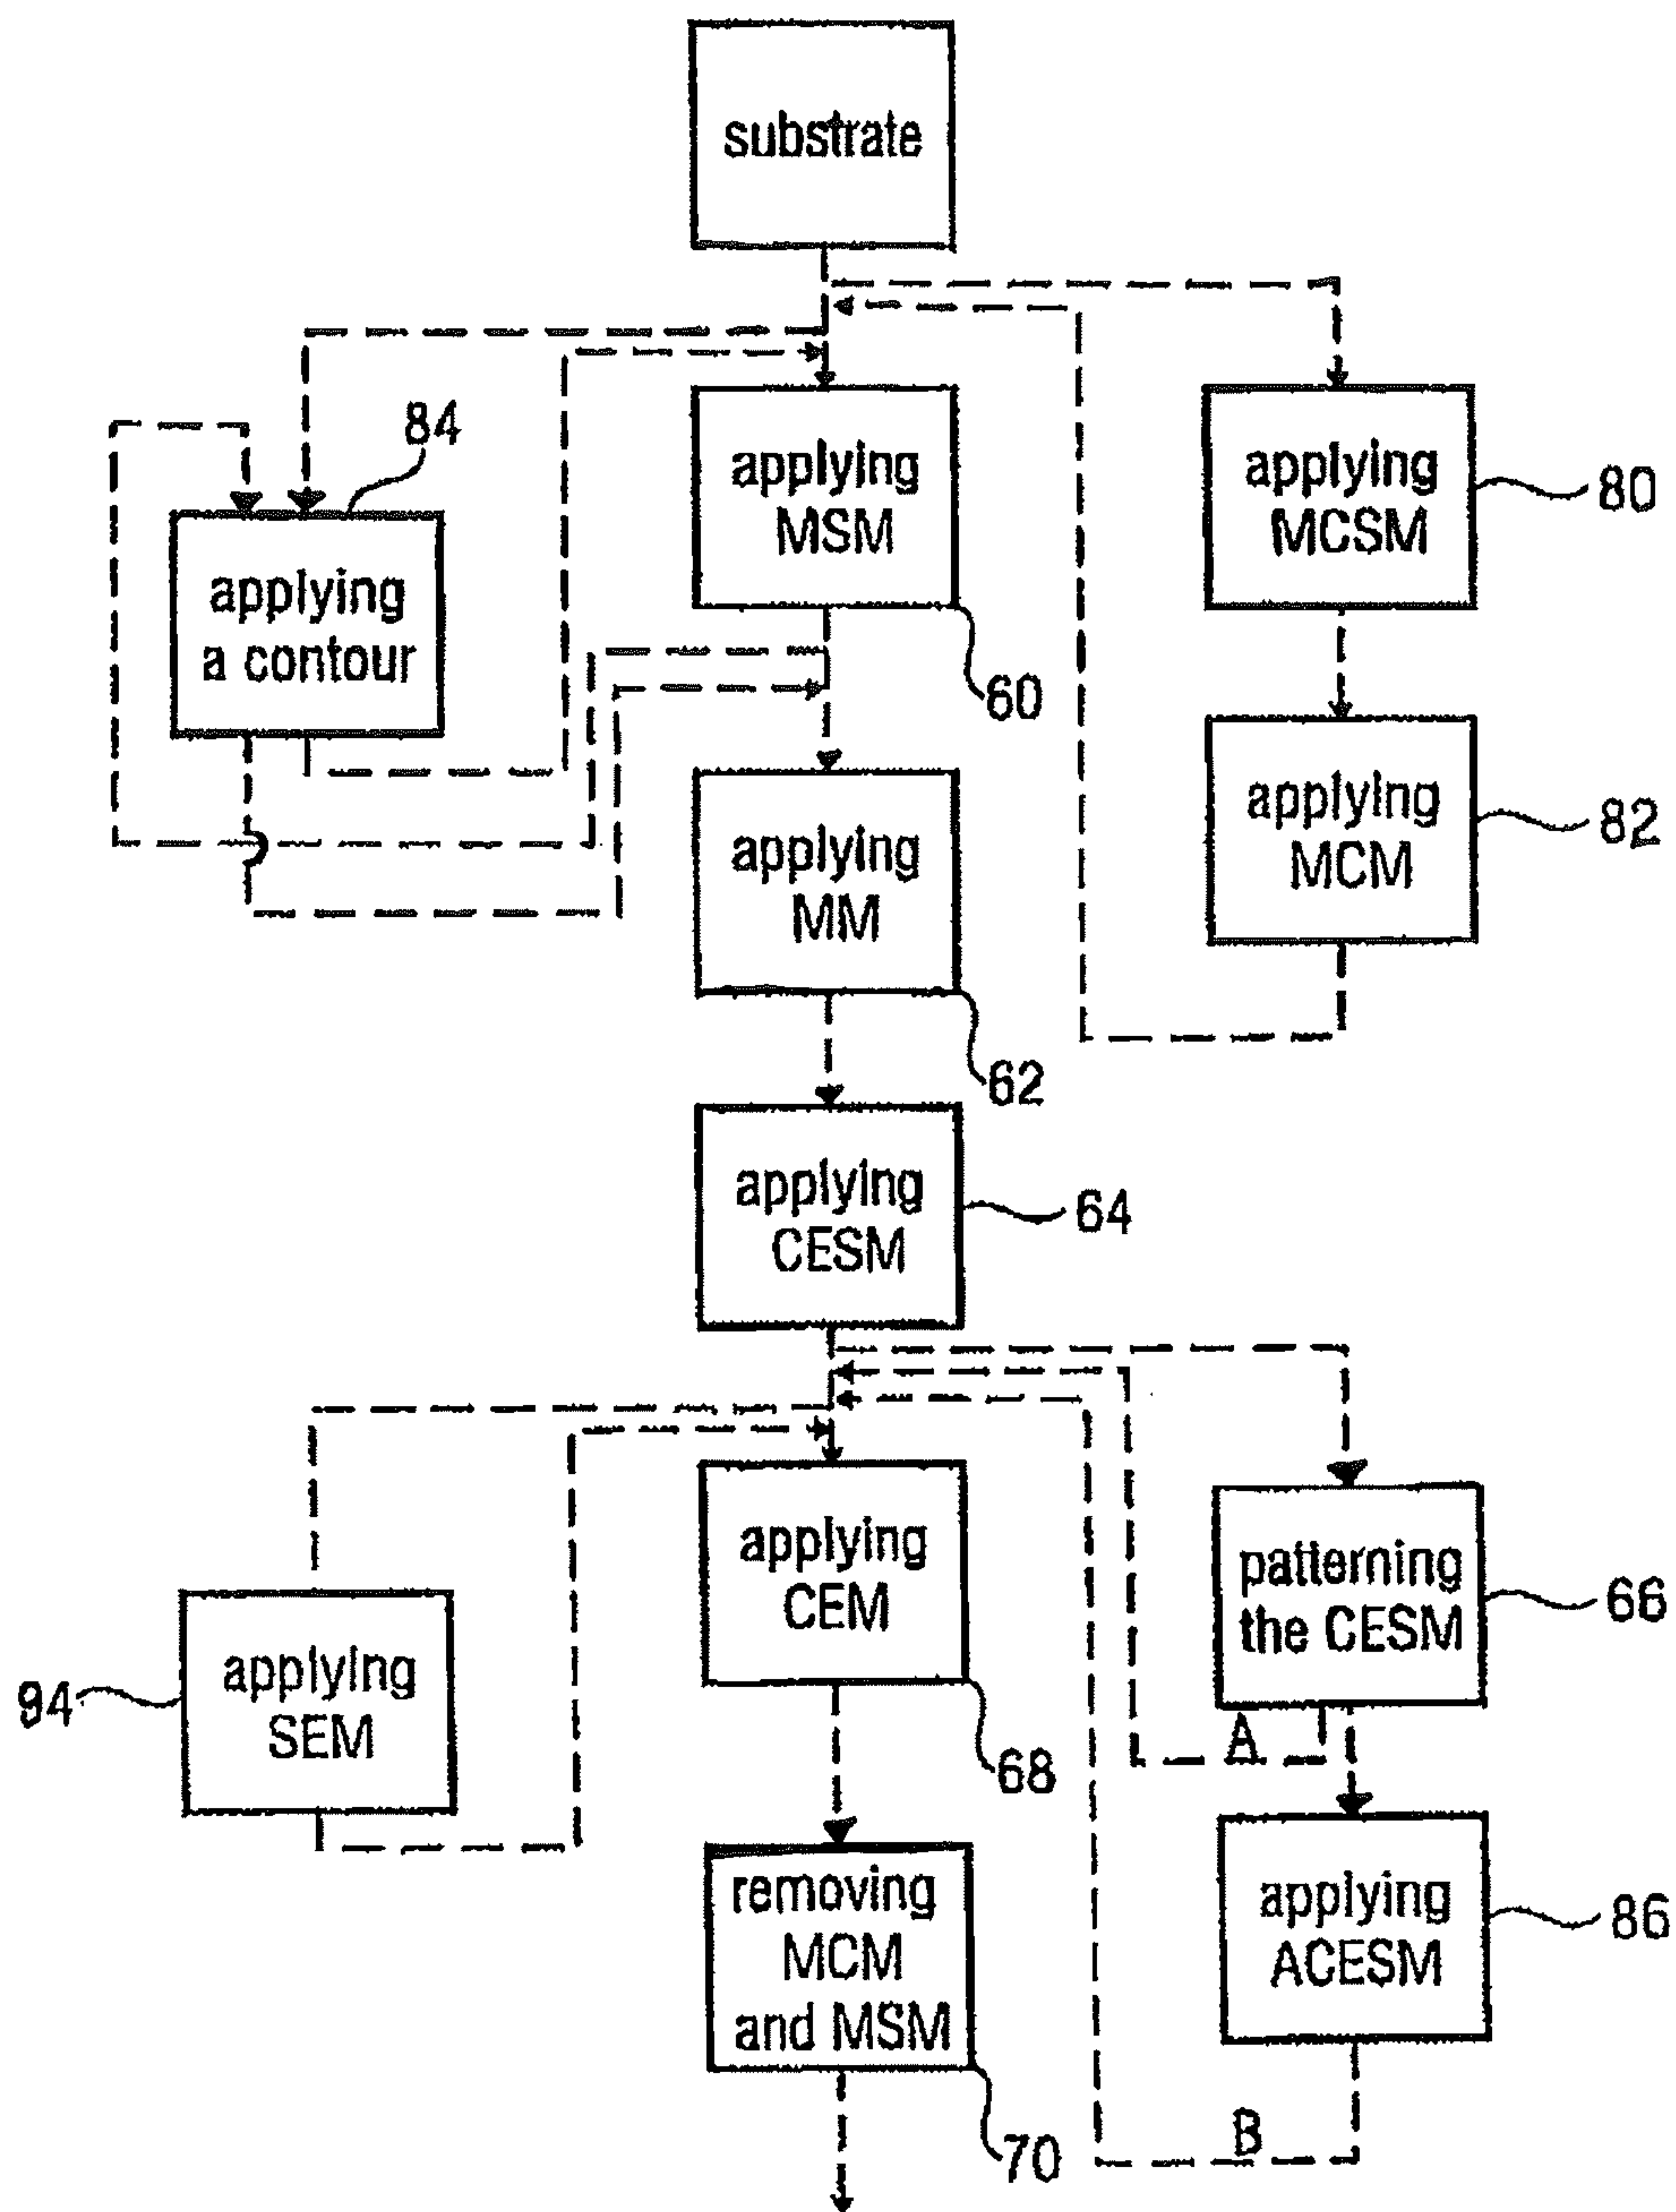 substrate
84
applying
MSM
60
applying
MCSM
80
applying
a contour
applying
MM
62
applying
MCM
82
applying
CESM
64
applying
CEM
68
patterning
the CESM
66
94
applying
SEM
A
removing
MCM
and MSM
70
applying
ACESM
86
B